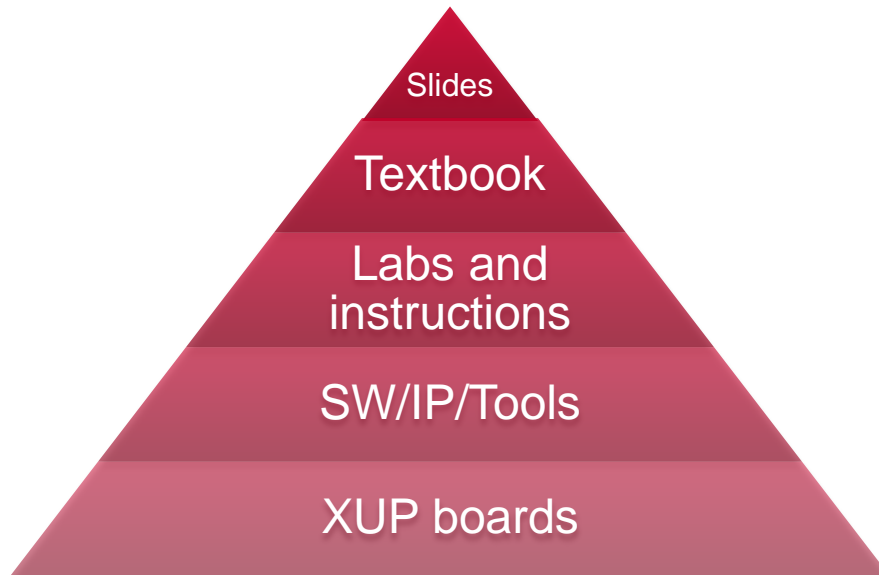 Slides
Textbook
Labs and
instructions
SW/IP/Tools
XUP boards